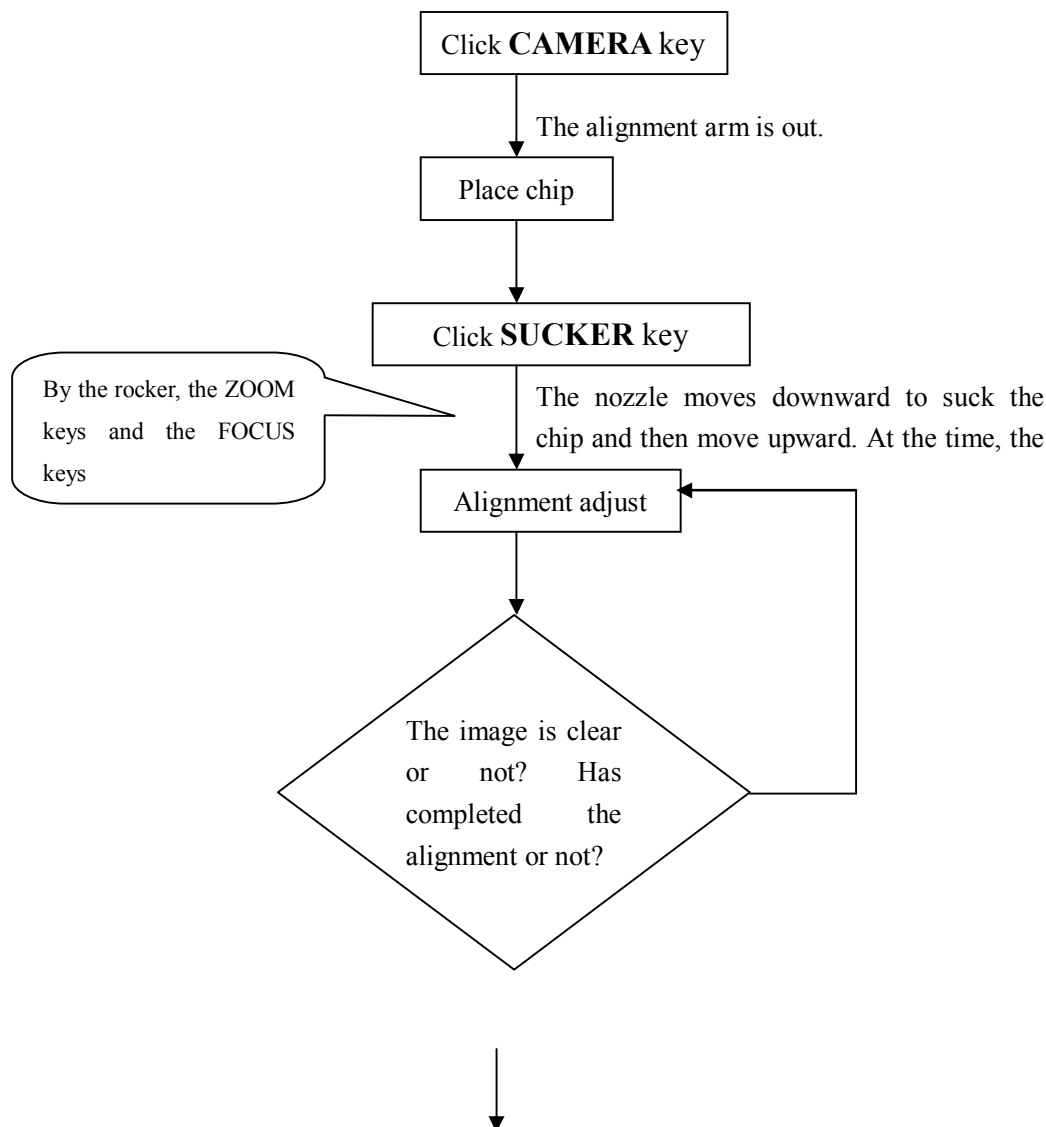 Click CAMERA key
The alignment arm is out.
Place chip
Click SUCKER key
By the rocker, the ZOOM
keys and the FOCUS
keys
The nozzle moves downward to suck the
chip and then move upward. At the time, the
Alignment adjust
The image is clear
or not? Has
completed the
alignment or not?